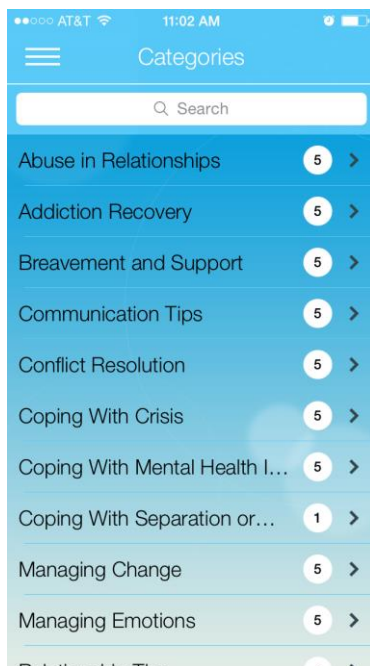 AT&T 11:02 AM
Categories
Search
Abuse in Relationships 5
Addiction Recovery 5
Breavement and Support 5
Communication Tips 5
Conflict Resolution 5
Coping With Crisis 5
Coping With Mental Health I... 5
Coping With Separation or... 1
Managing Change 5
Managing Emotions 5